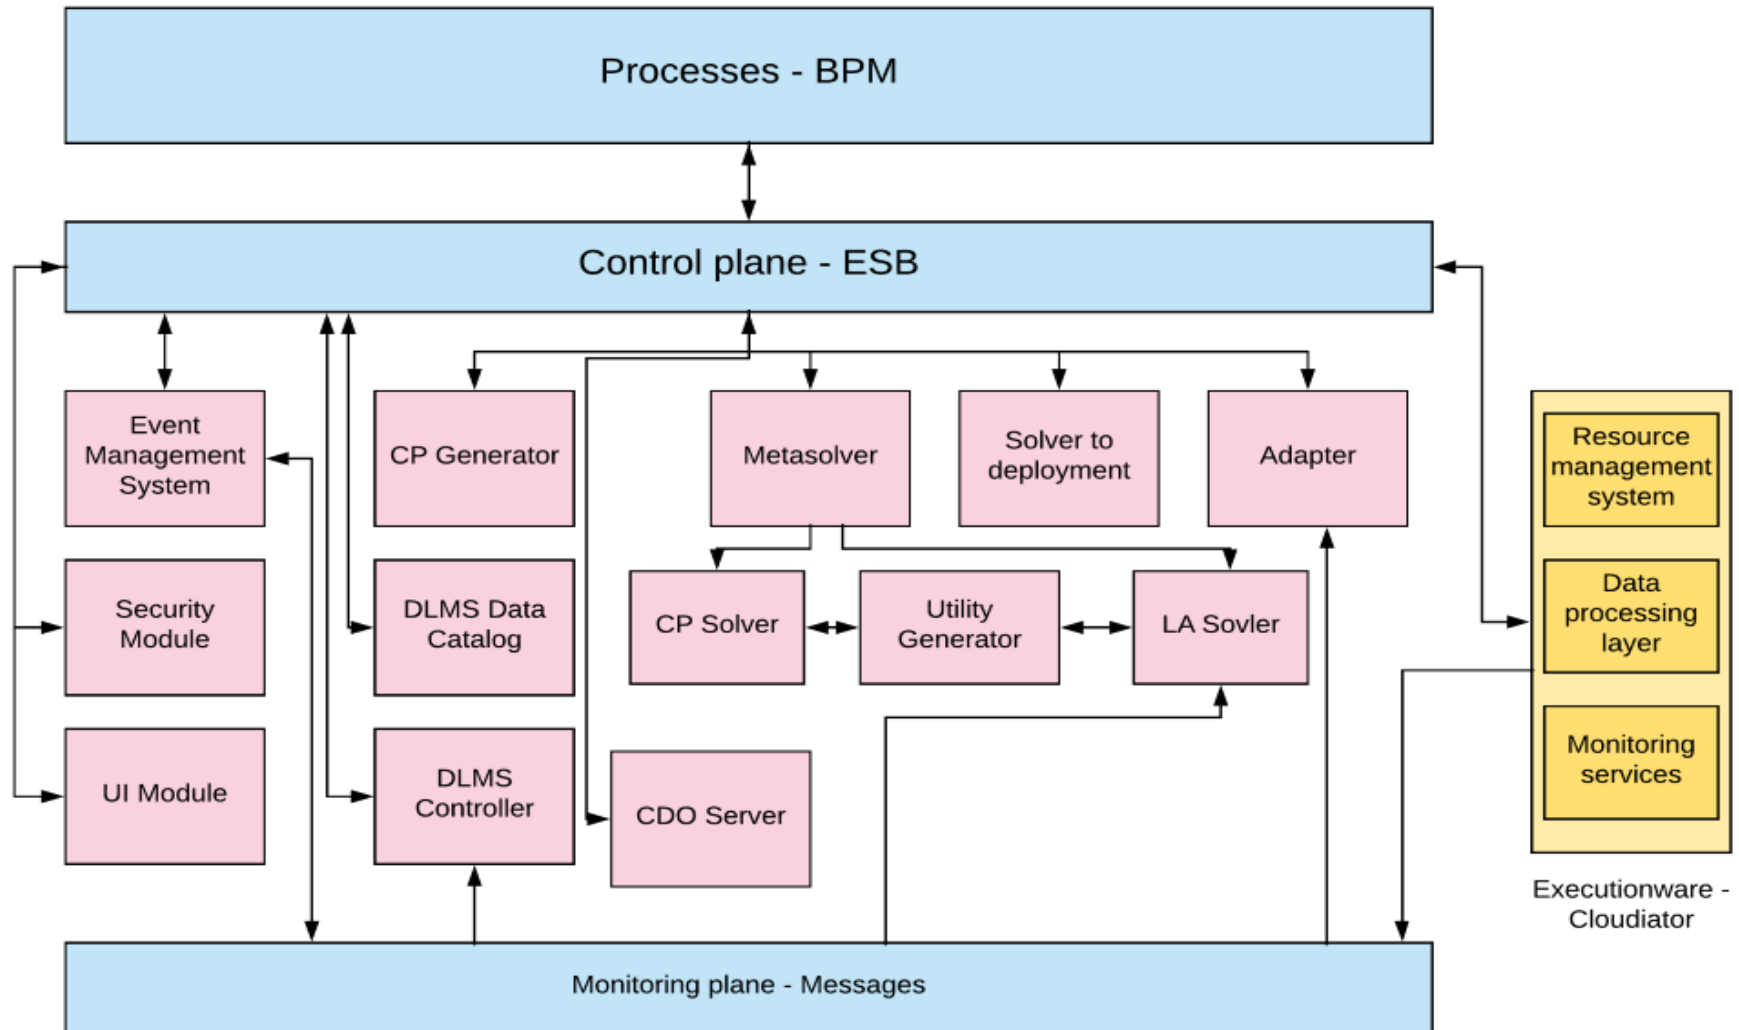 Processes - BPM
Control plane - ESB
Event
Management
System
CP Generator
Metasolver
Solver to
deployment
Adapter
Resource
management
system
Security
Module
DLMS Data
Catalog
CP Solver
Utility
Generator
LA Sovler
Data
processing
layer
UI Module
DLMS
Controller
CDO Server
Monitoring
services
Executionware -
Cloudiator
Monitoring plane - Messages